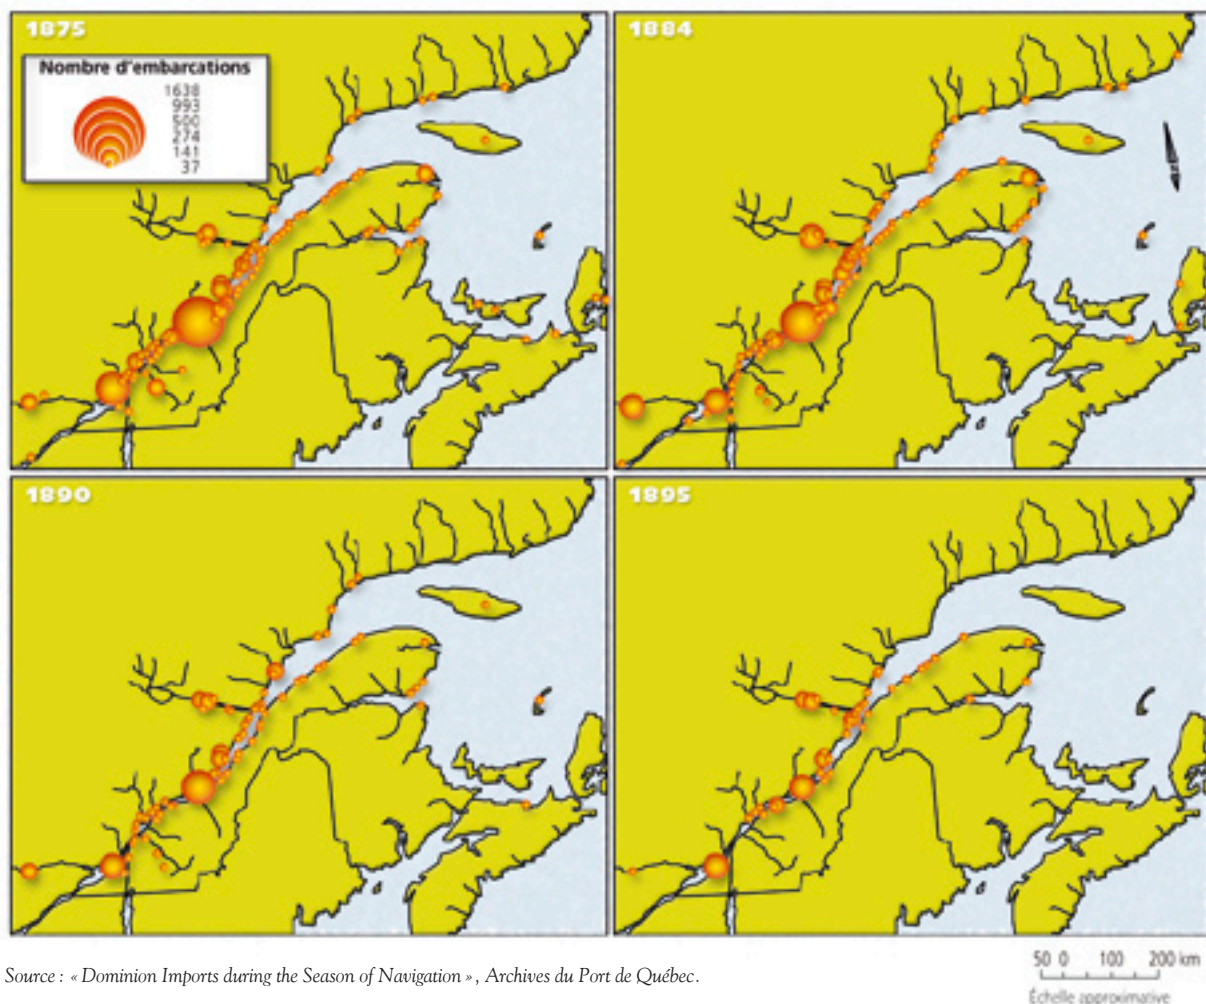 1875
Nombre d'embarcations
1638
993
500
274
141
37
1884
N
1890
1895
Source : « Dominion Imports during the Season of Navigation », Archives du Port de Québec.
50 0 100 200 km
Échelle approximative